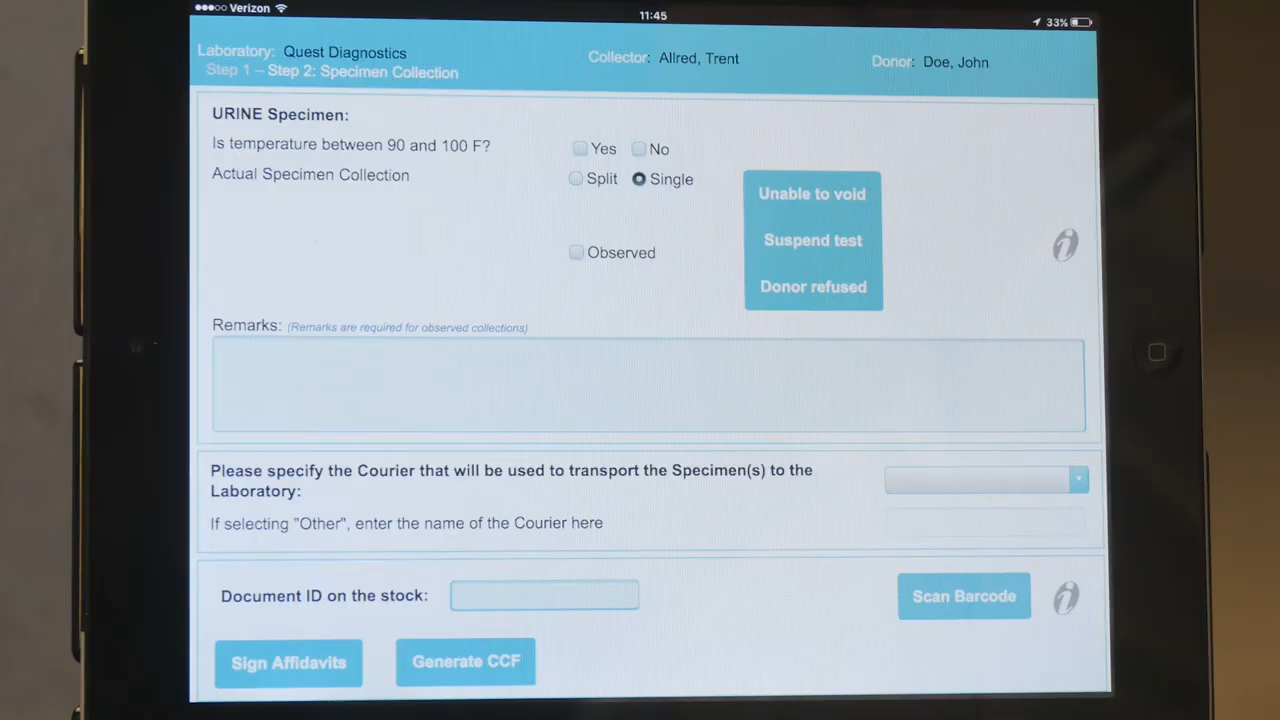 Verizon
11:45
33%
Laboratory: Quest Diagnostics
Collector: Allred, Trent
Donor: Doe, John
Step 1 – Step 2: Specimen Collection
URINE Specimen:
Is temperature between 90 and 100 F?
Yes No
Actual Specimen Collection
Split Single
Unable to void
Suspend test
Observed
Donor refused
Remarks: (Remarks are required for observed collections)
Please specify the Courier that will be used to transport the Specimen(s) to the
Laboratory:
If selecting "Other", enter the name of the Courier here
Document ID on the stock:
Scan Barcode
Sign Affidavits
Generate CCF